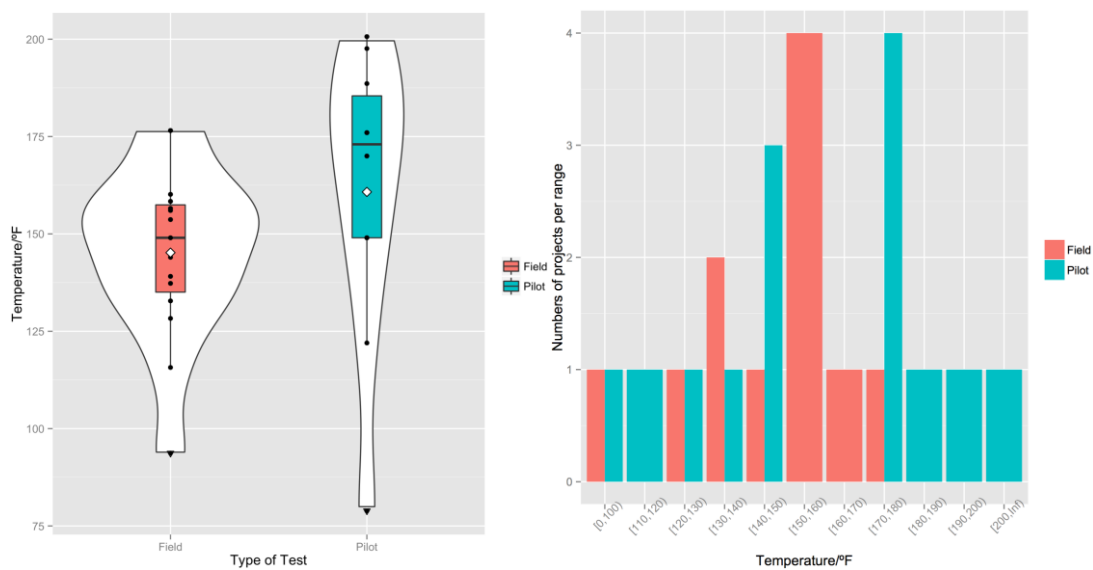 200
175
150
125
100
75
Temperature/ºF
Field
Pilot
Type of Test
Field
Pilot
4
3
2
1
0
Numbers of projects per range
[0,100)
[110,120)
[120,130)
[130,140)
[140,150)
[150,160)
[160,170)
[170,180)
[180,190)
[190,200)
[200,Inf)
Temperature/ºF
Field
Pilot